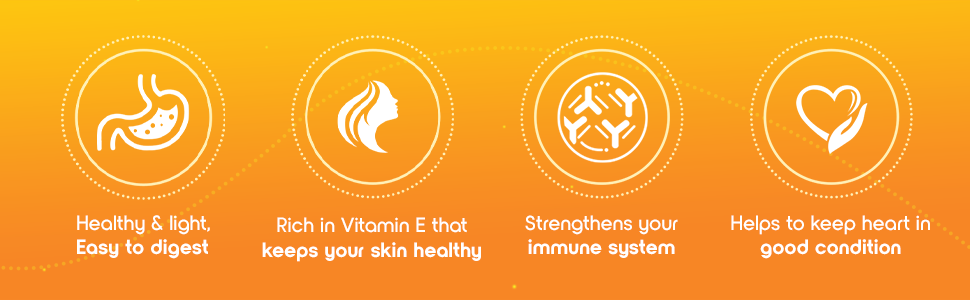 Healthy & light,
Easy to digest
Rich in Vitamin E that
keeps your skin healthy
Strengthens your
immune system
Helps to keep heart in
good condition